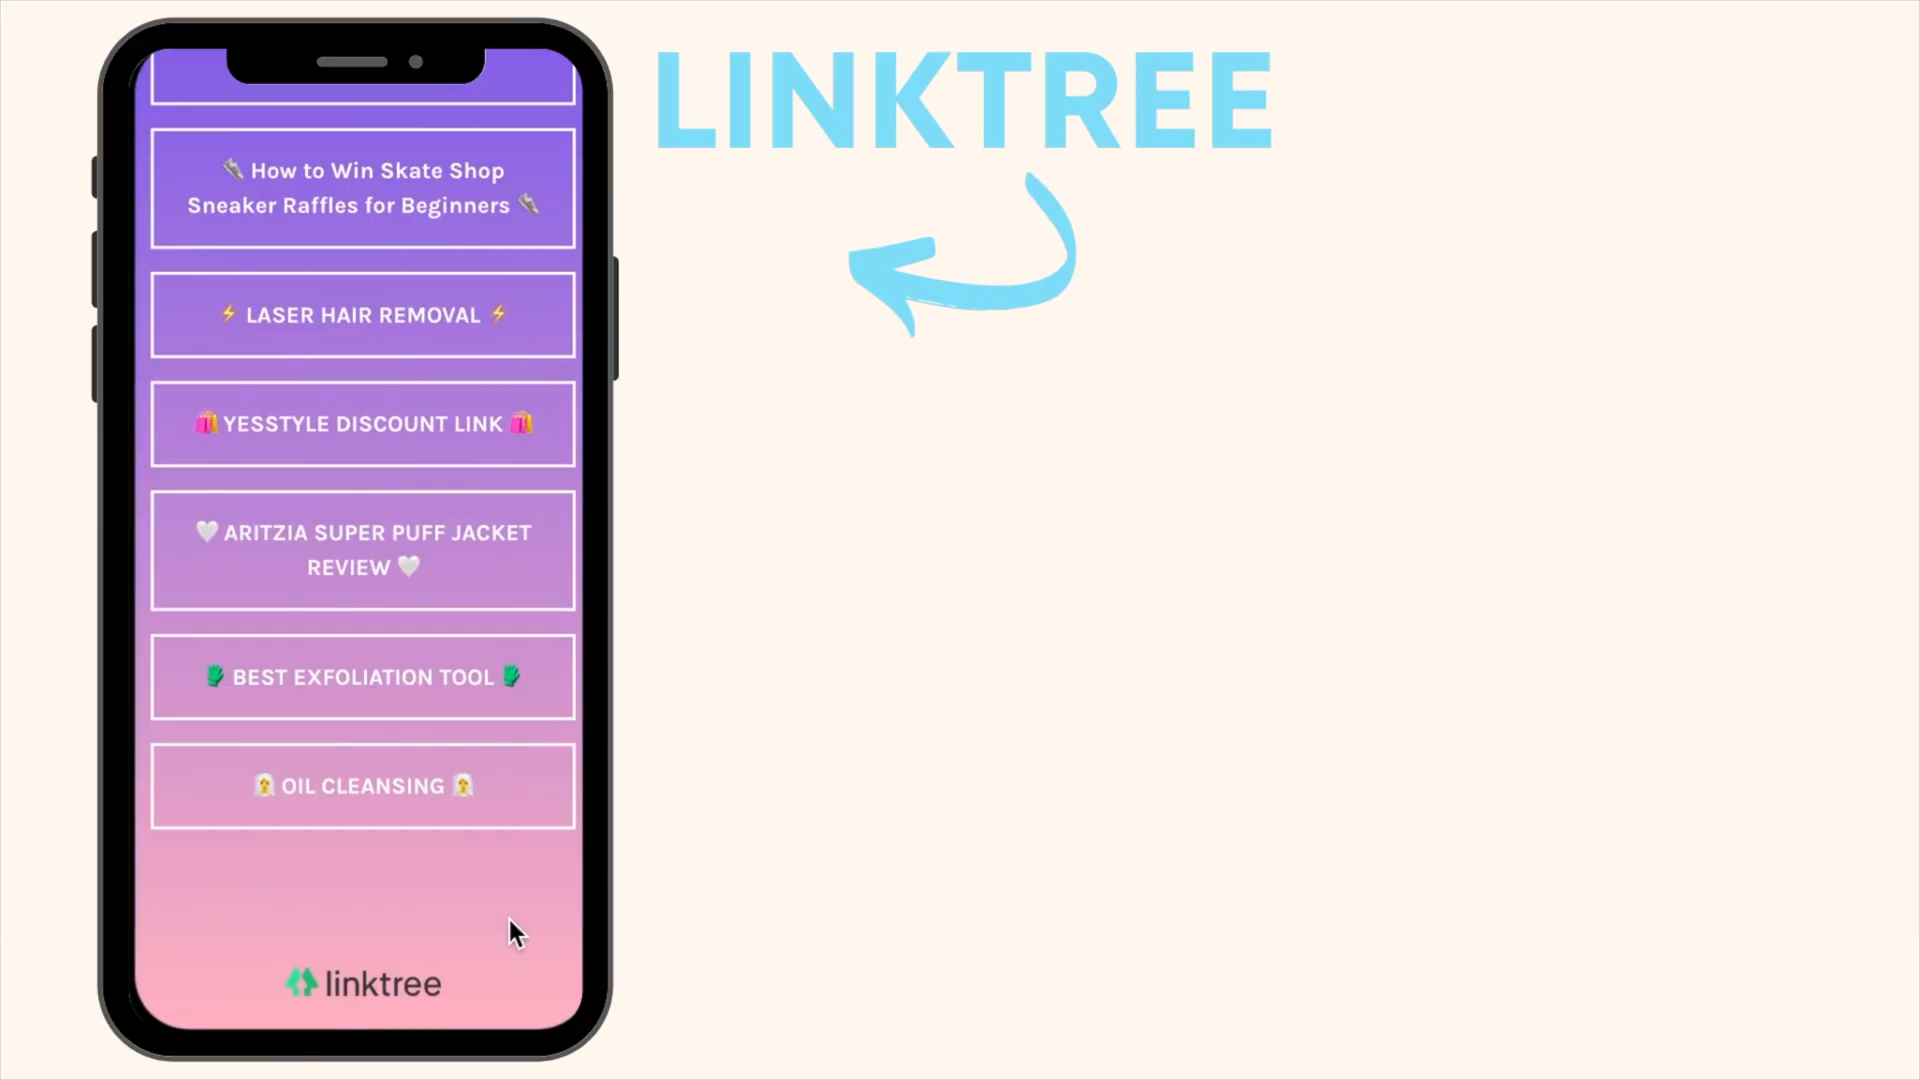 LINKTREE
How to Win Skate Shop
Sneaker Raffles for Beginners
⚡ LASER HAIR REMOVAL ⚡
🛍️ YESSTYLE DISCOUNT LINK 🛍️
🤍 ARITZIA SUPER PUFF JACKET
REVIEW 🤍
🧤 BEST EXFOLIATION TOOL 🧤
OIL CLEANSING
linktree